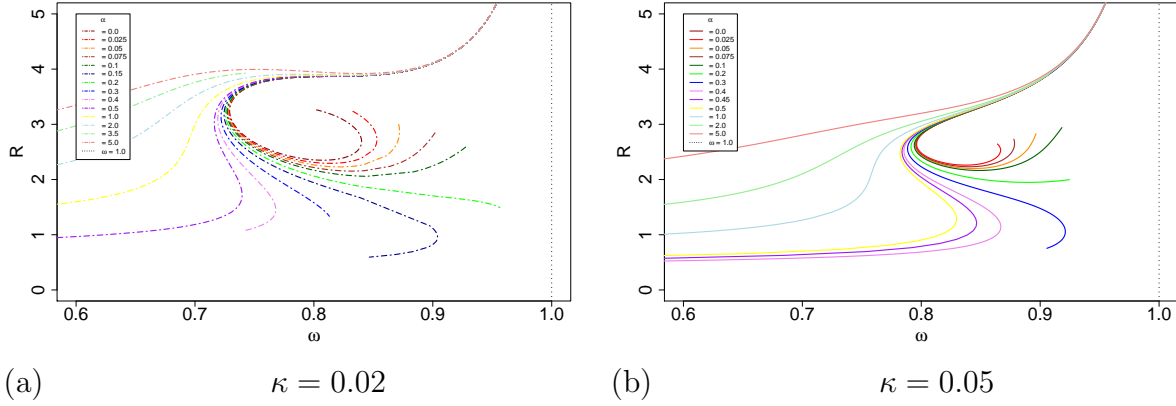 α
= 0.0
= 0.025
= 0.05
= 0.075
= 0.1
= 0.15
= 0.2
= 0.3
= 0.4
= 0.5
= 1.0
= 2.0
= 3.5
= 5.0
ω = 1.0
R
0 1 2 3 4 5
0.6 0.7 0.8 0.9 1.0
ω
(a) κ = 0.02
α
= 0.0
= 0.025
= 0.05
= 0.075
= 0.1
= 0.2
= 0.3
= 0.4
= 0.45
= 0.5
= 1.0
= 2.0
= 5.0
ω = 1.0
R
0 1 2 3 4 5
0.6 0.7 0.8 0.9 1.0
ω
(b) κ = 0.05